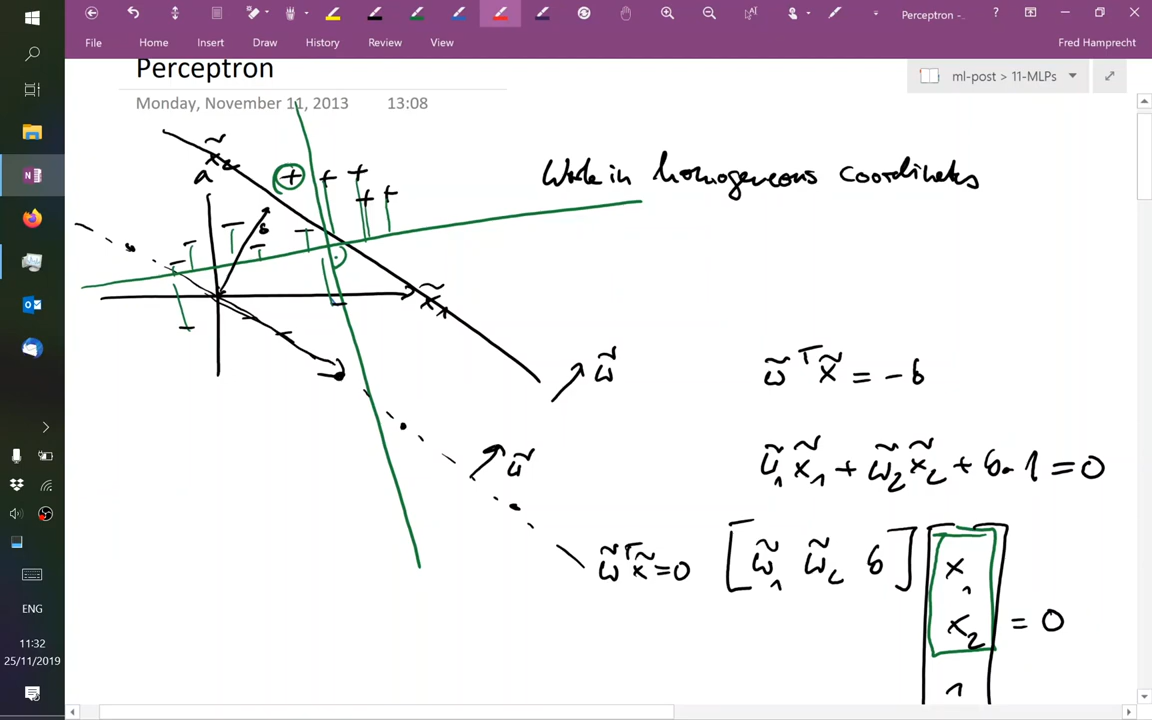 Perceptron -...
?
Fred Hamprecht
File Home Insert Draw History Review View
ml-post > 11-MLPs
Perceptron
Monday, November 11, 2013 13:08
Work in homogeneous coordinates
x̃₂
+ + + + +
a
b
x̃₁
w̃
w̃ᵀx̃ = -b
w̃₁x̃₁ + w̃₂x̃₂ + b·1 = 0
w̃
w̃ᵀx̃=0
[w̃₁ w̃₂ b] [x₁
x₂
1
= 0
ENG
11:32
25/11/2019